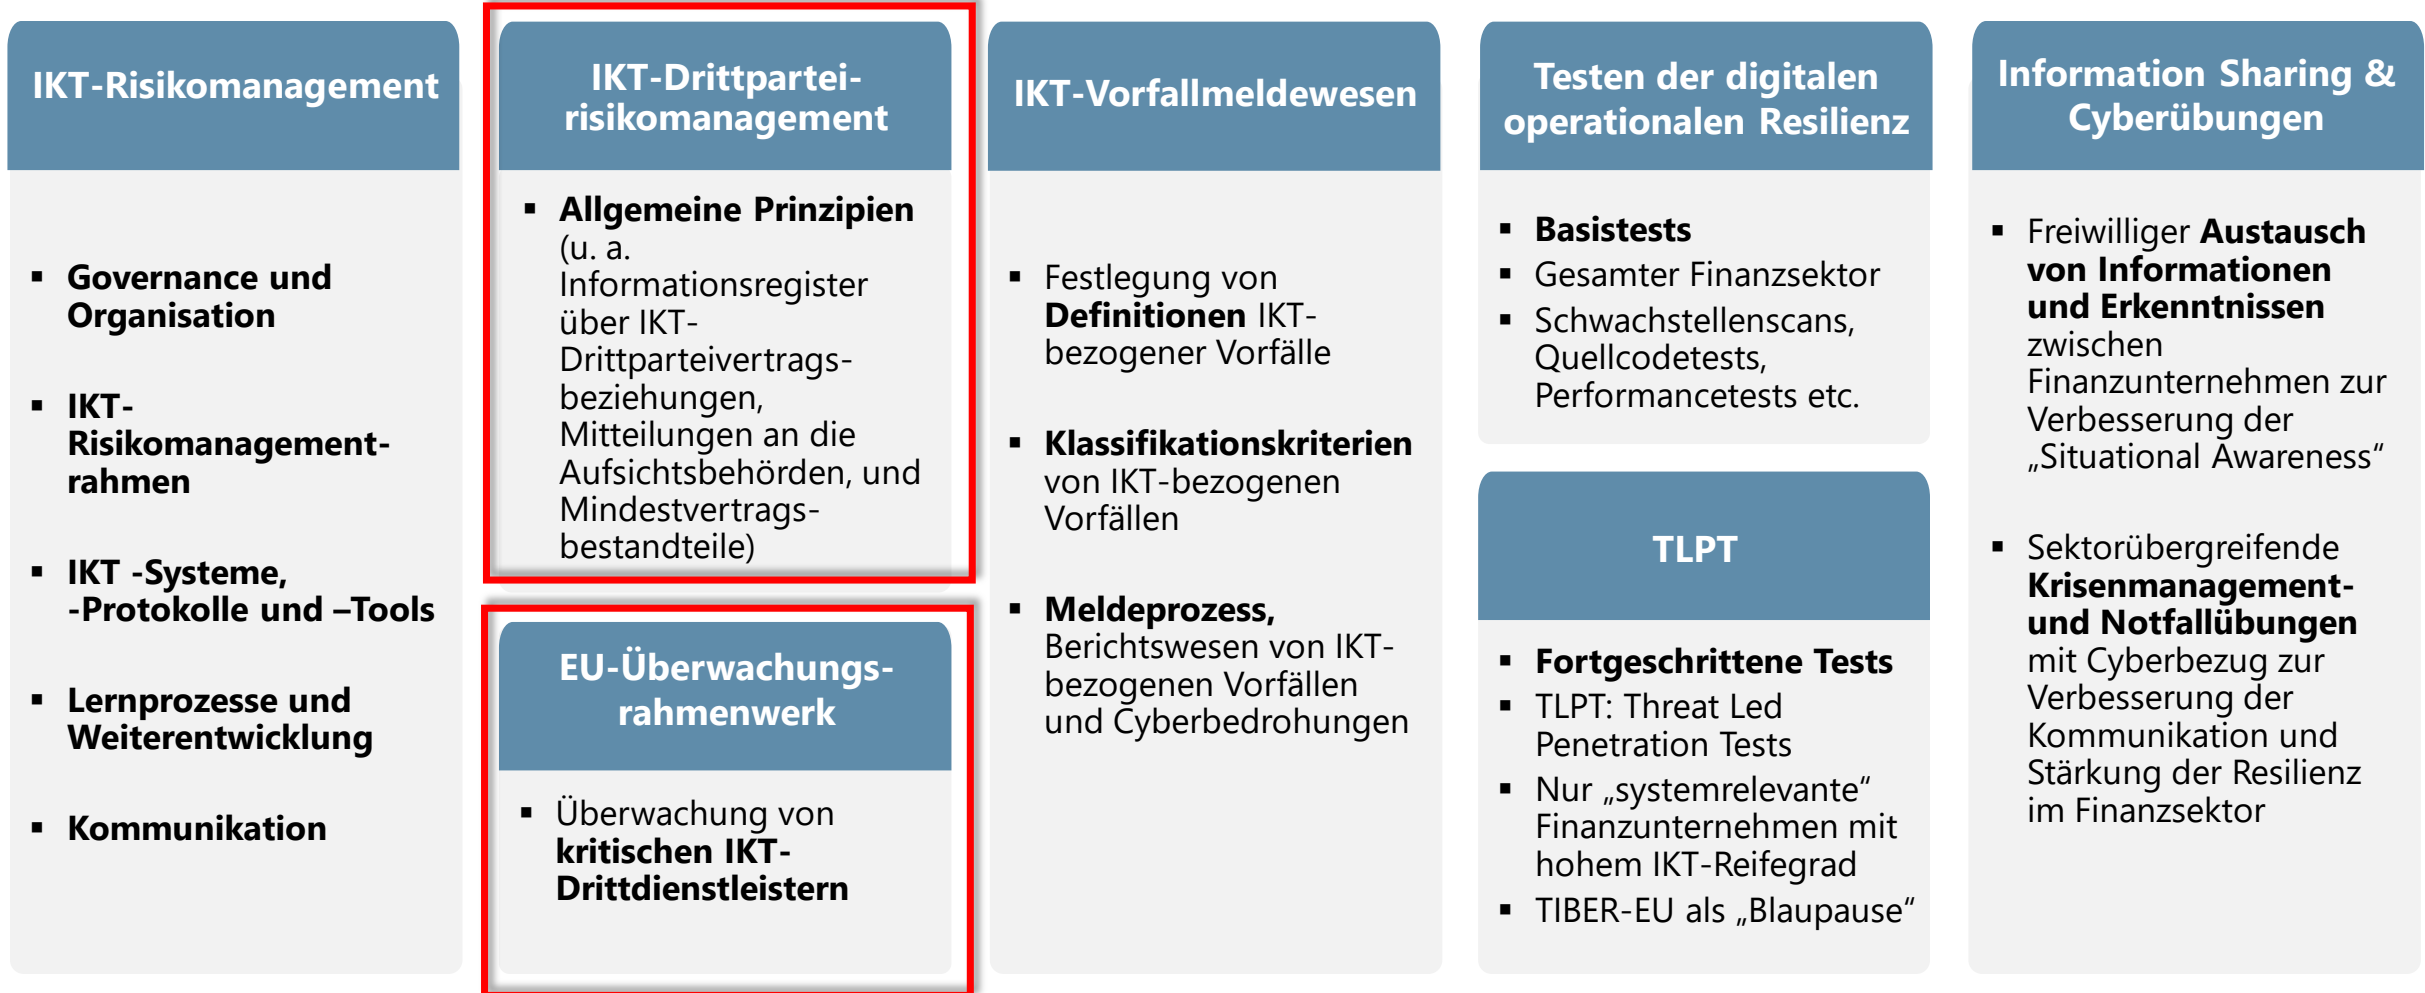 IKT-Risikomanagement
▪ Governance und
Organisation
▪ IKT-
Risikomanagement-
rahmen
▪ IKT -Systeme,
-Protokolle und –Tools
▪ Lernprozesse und
Weiterentwicklung
▪ Kommunikation
IKT-Drittpartei-
risikomanagement
▪ Allgemeine Prinzipien
(u. a.
Informationsregister
über IKT-
Drittparteivertrags-
beziehungen,
Mitteilungen an die
Aufsichtsbehörden, und
Mindestvertrags-
bestandteile)
EU-Überwachungs-
rahmenwerk
▪ Überwachung von
kritischen IKT-
Drittdienstleistern
IKT-Vorfallmeldewesen
▪ Festlegung von
Definitionen IKT-
bezogener Vorfälle
▪ Klassifikationskriterien
von IKT-bezogenen
Vorfällen
▪ Meldeprozess,
Berichtswesen von IKT-
bezogenen Vorfällen
und Cyberbedrohungen
Testen der digitalen
operationalen Resilienz
▪ Basistests
▪ Gesamter Finanzsektor
▪ Schwachstellenscans,
Quellcodetests,
Performancetests etc.
TLPT
▪ Fortgeschrittene Tests
▪ TLPT: Threat Led
Penetration Tests
▪ Nur „systemrelevante“
Finanzunternehmen mit
hohem IKT-Reifegrad
▪ TIBER-EU als „Blaupause“
Information Sharing &
Cyberübungen
▪ Freiwilliger Austausch
von Informationen
und Erkenntnissen
zwischen
Finanzunternehmen zur
Verbesserung der
„Situational Awareness“
▪ Sektorübergreifende
Krisenmanagement-
und Notfallübungen
mit Cyberbezug zur
Verbesserung der
Kommunikation und
Stärkung der Resilienz
im Finanzsektor